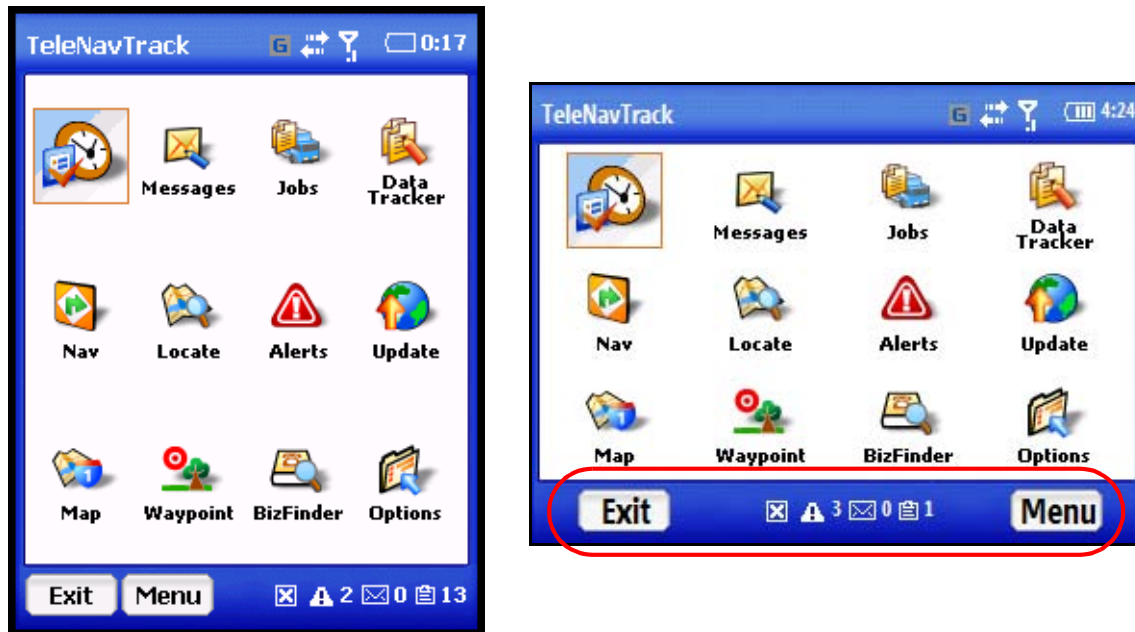 TeleNavTrack G 0:17
Messages Jobs Data Tracker
Nav Locate Alerts Update
1
Map Waypoint BizFinder Options
Exit Menu 2 0 13
TeleNavTrack G 4:24
Messages Jobs Data Tracker
Nav Locate Alerts Update
1
Map Waypoint BizFinder Options
Exit 3 0 1 Menu